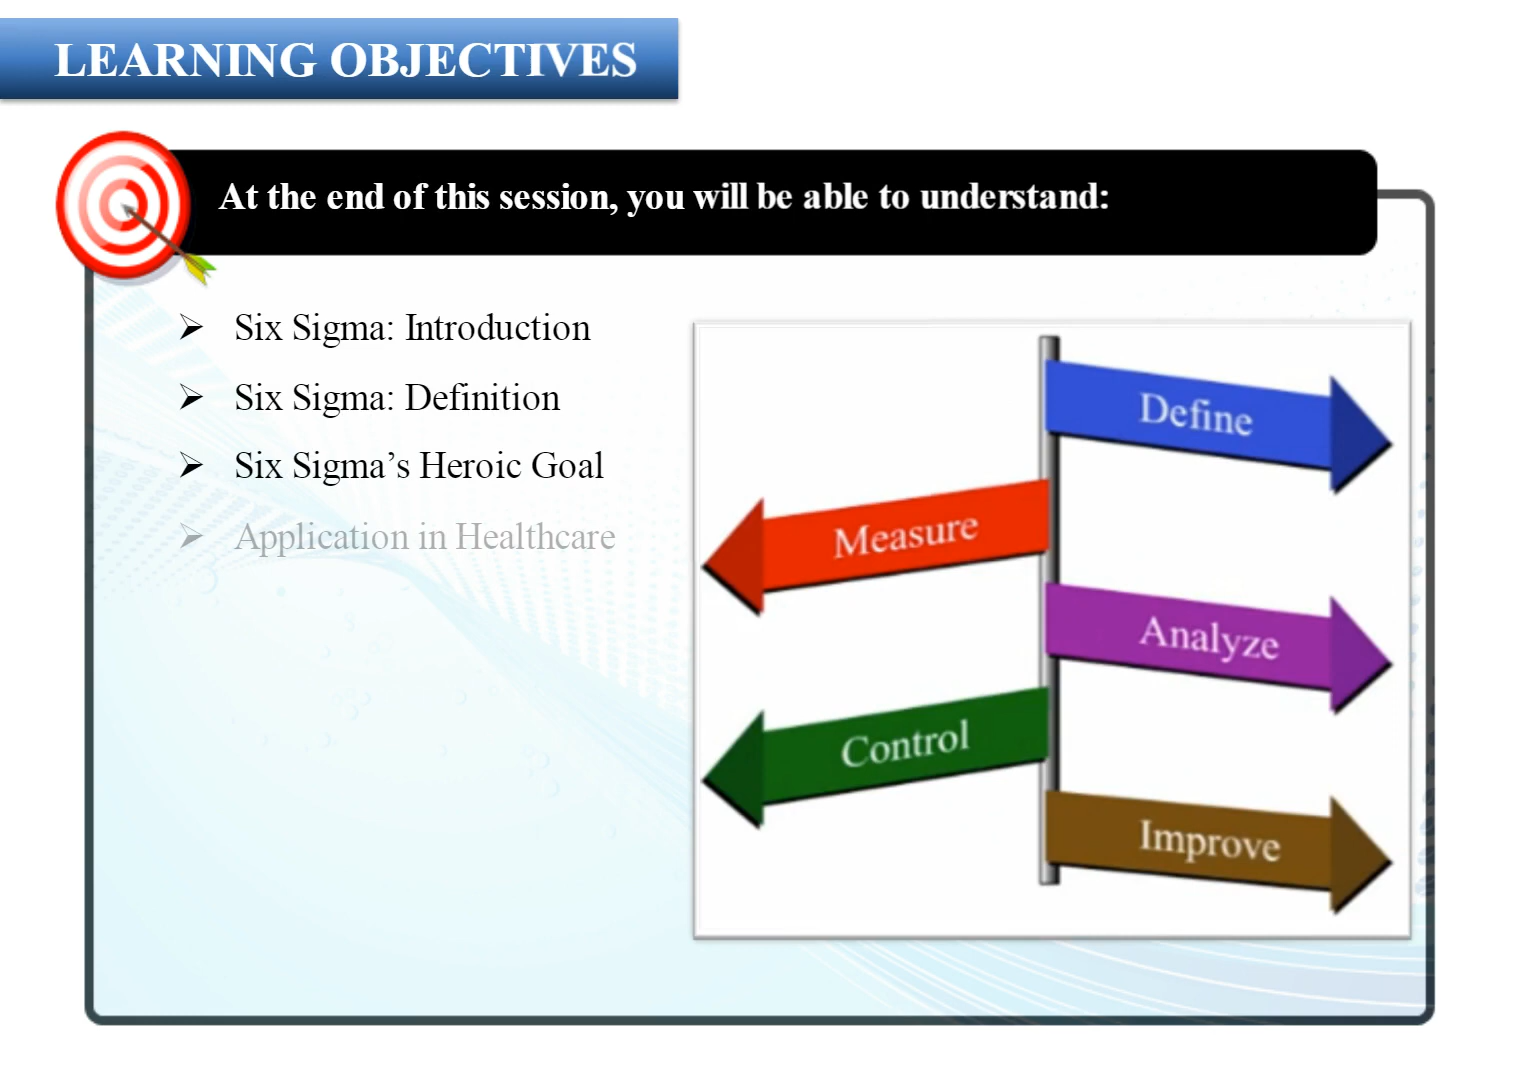 LEARNING OBJECTIVES
At the end of this session, you will be able to understand:
Six Sigma: Introduction
Six Sigma: Definition
Six Sigma’s Heroic Goal
Application in Healthcare
Define
Measure
Analyze
Control
Improve